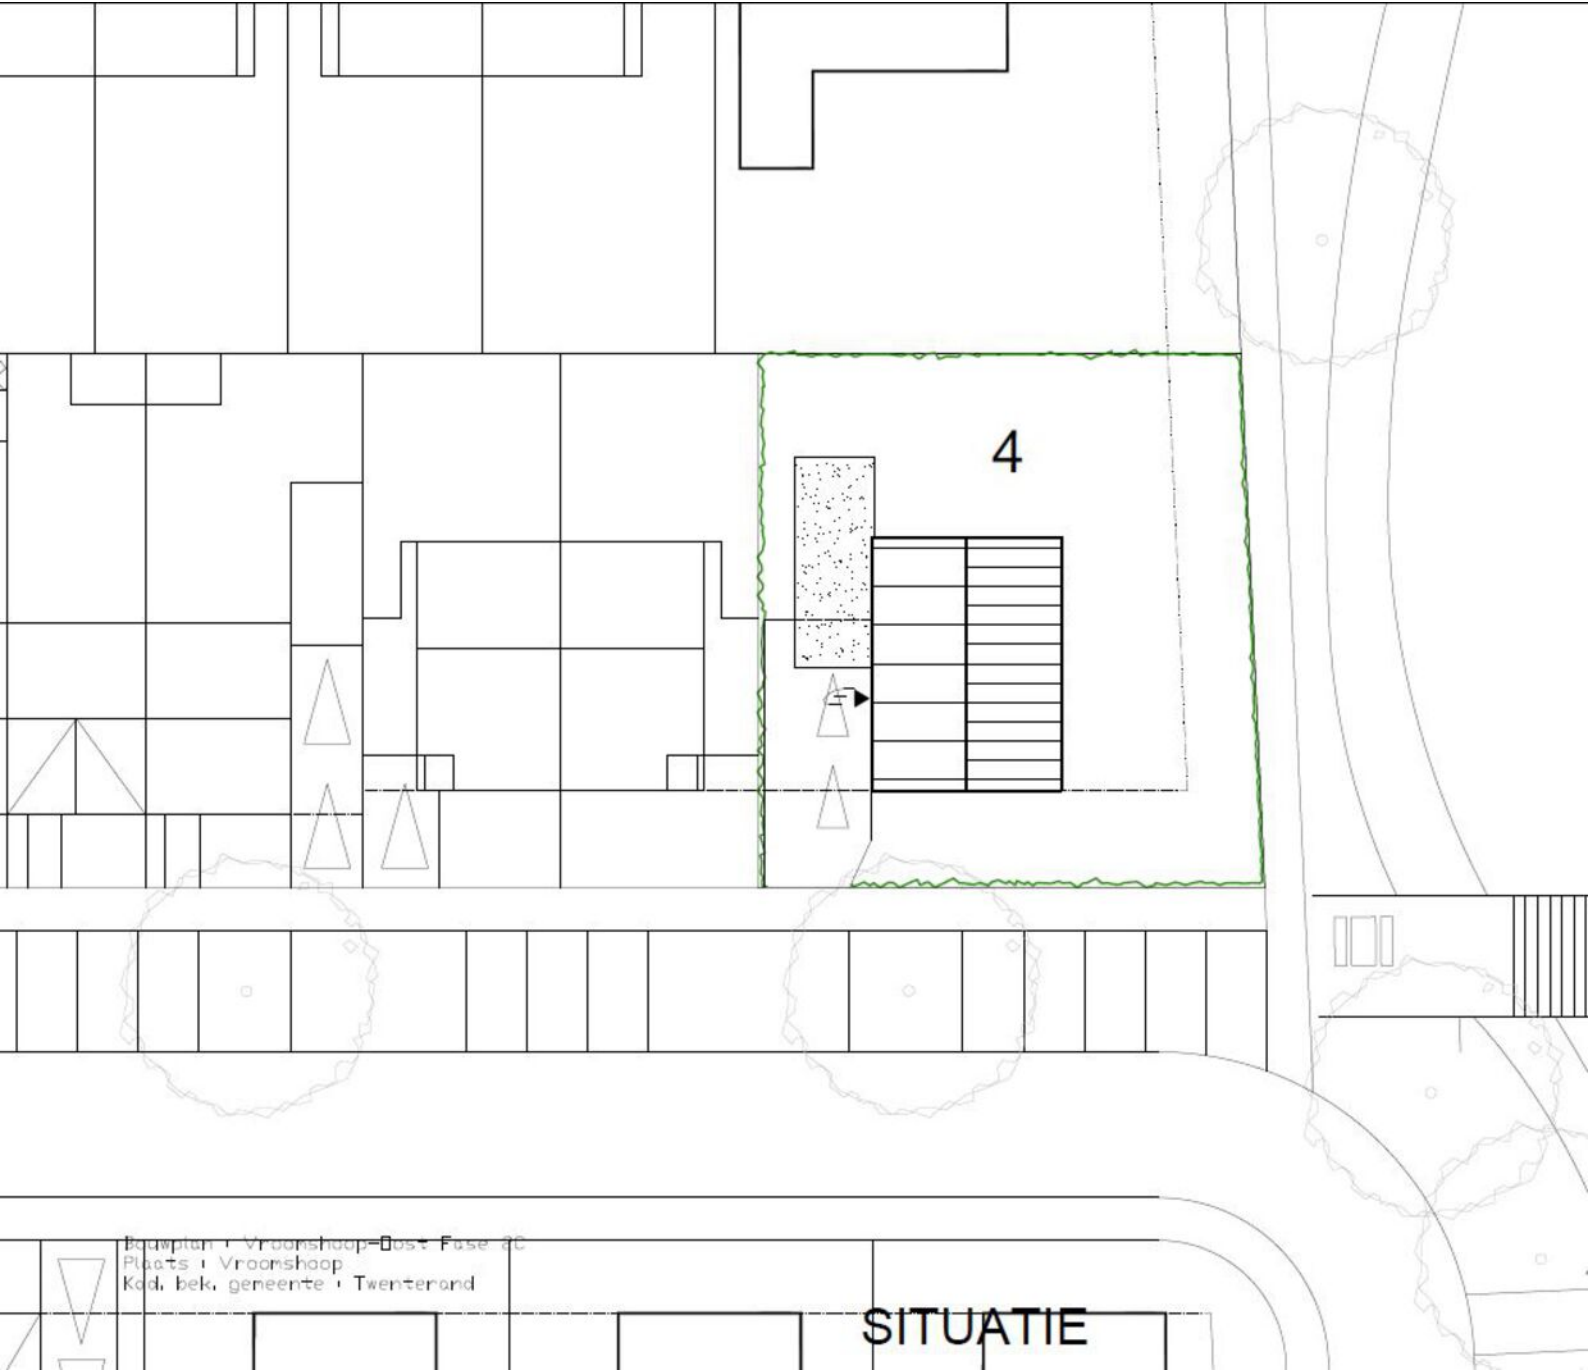 4
Bouwplan : Vroomshoop-Oost Fase 2C
Plaats : Vroomshoop
Kad. bek. gemeente : Twenterand
SITUATIE